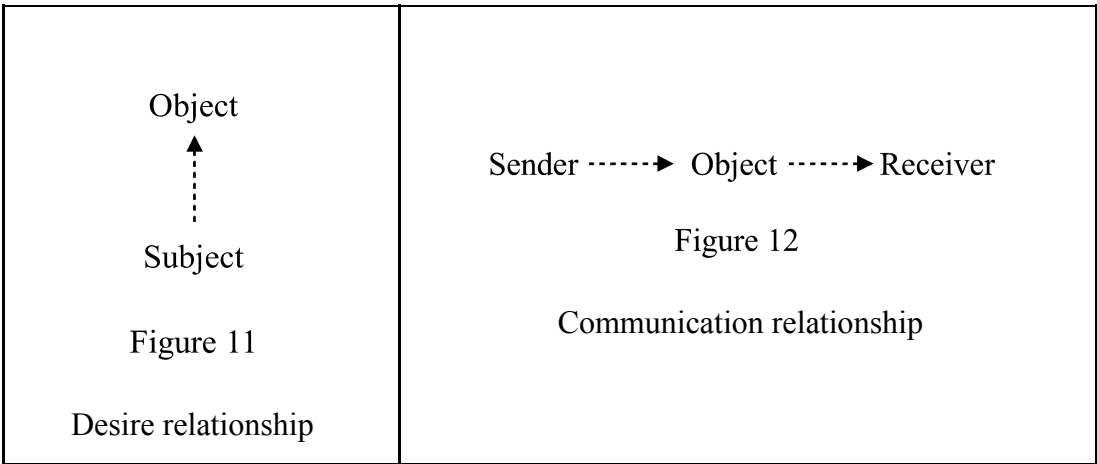 Object
Subject
Figure 11
Desire relationship
Sender Object Receiver
Figure 12
Communication relationship